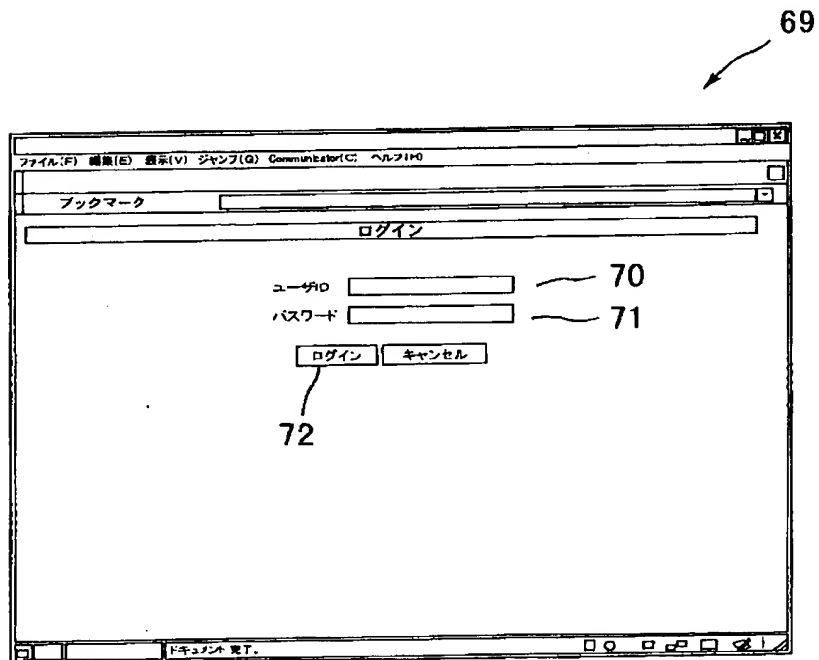 69
ファイル(F) 編集(E) 表示(V) ジャンプ(G) Communicator(C) ヘルプ(H)
ブックマーク
ログイン
ユーザID 70
パスワード 71
ログイン キャンセル
72
ドキュメント 完了.